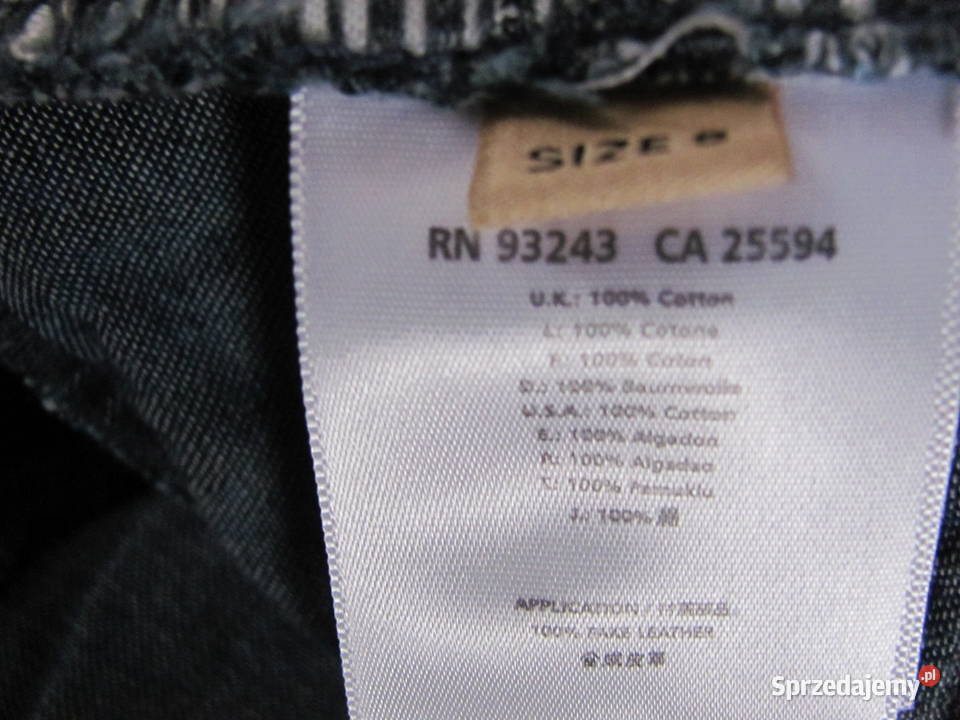 SIZE
RN 93243 CA 25594
U.K.: 100% Cotton
I.: 100% Cotone
F.: 100% Coton
D.: 100% Baumwolle
U.S.A.: 100% Cotton
E.: 100% Algodon
P.: 100% Algodao
T.: 100% Pamuklu
J.: 100% 綿
APPLICATION /
100% FAKE LEATHER
Sprzedajemy.pl